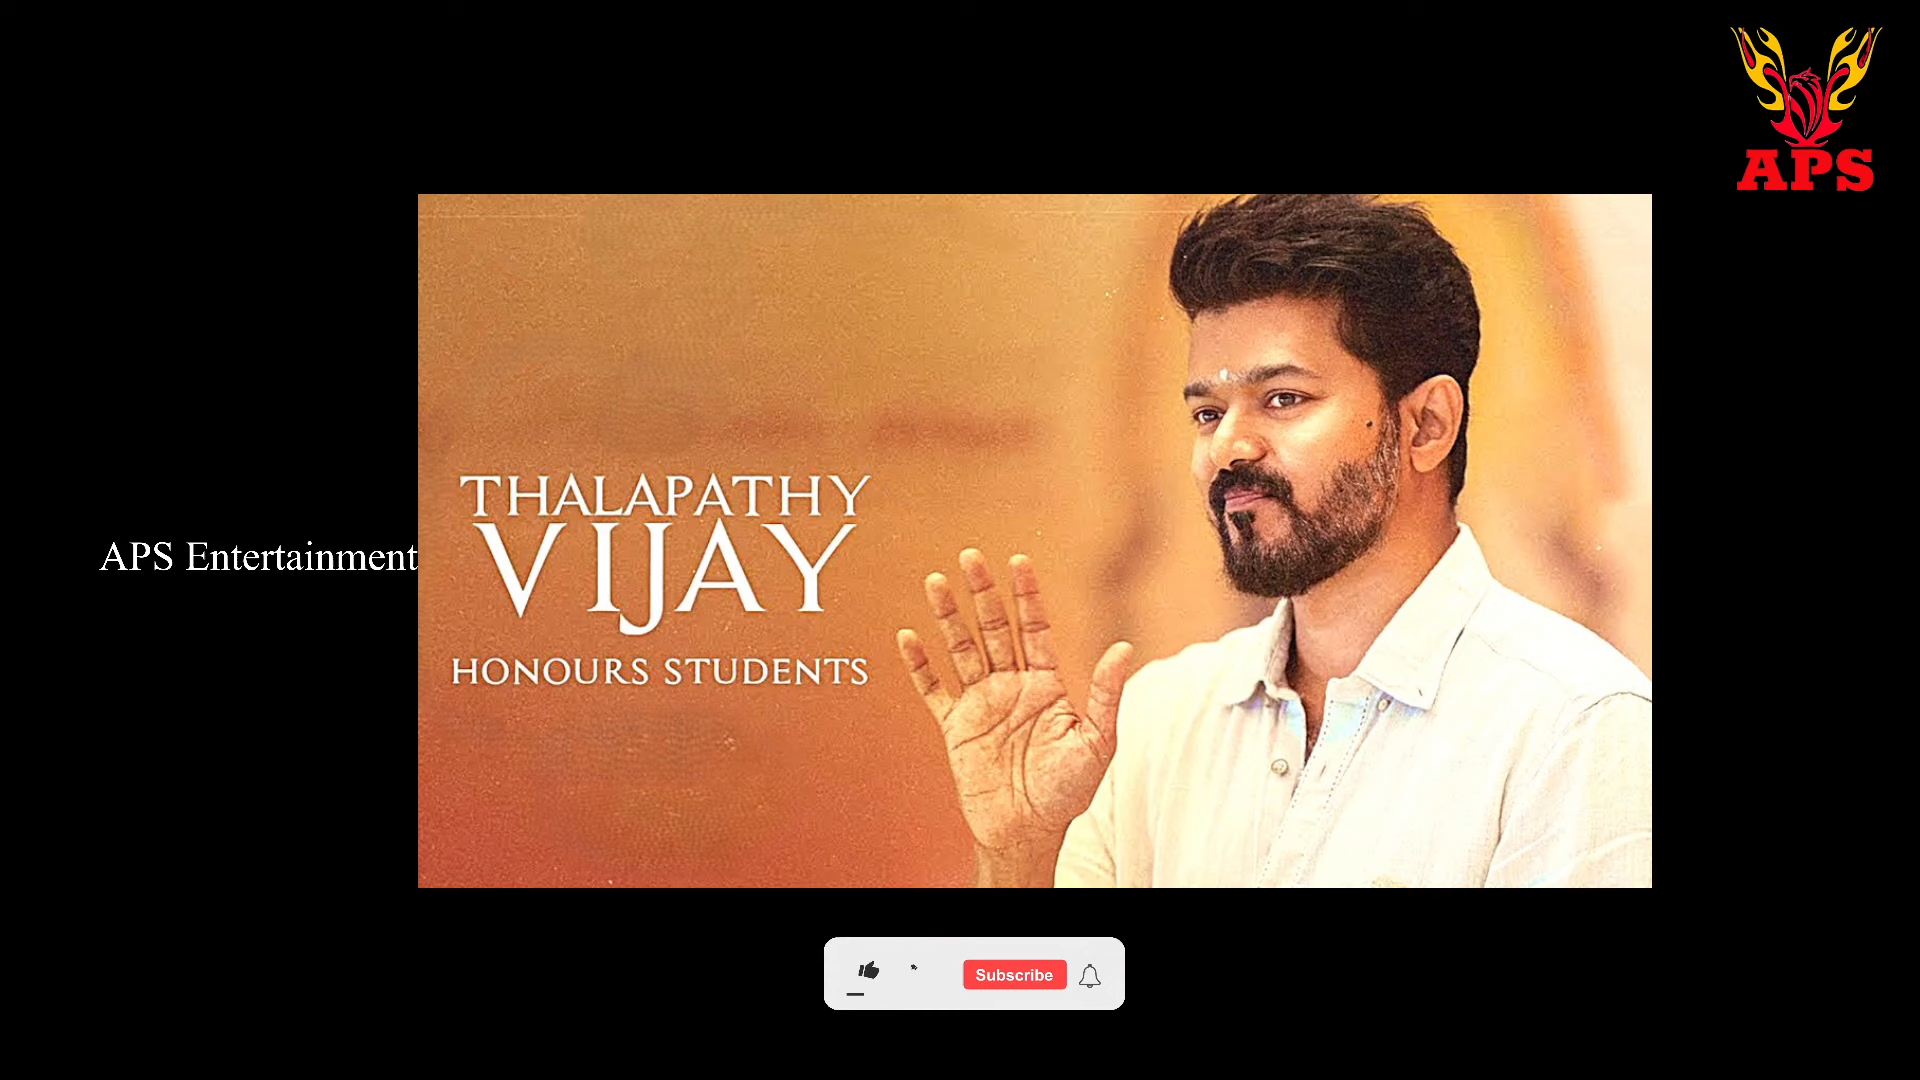 APS
THALAPATHY
VIJAY
HONOURS STUDENTS
APS Entertainment
Subscribe